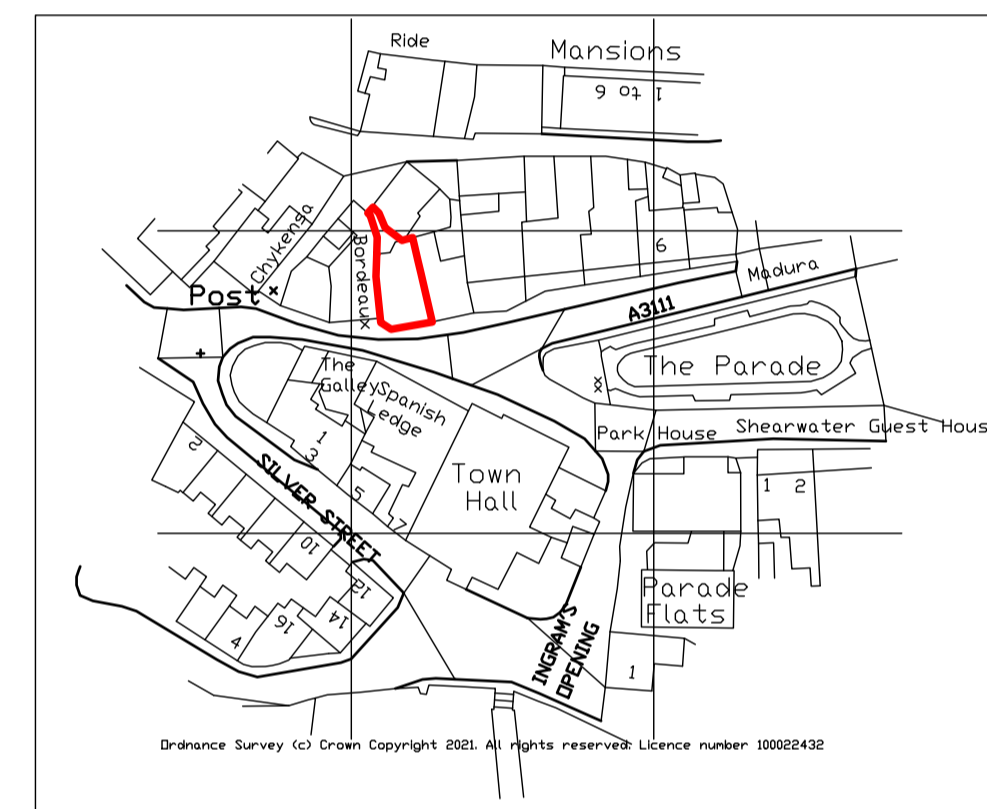 Ride
Mansions
1 to 6
Chykenga
Bordeaux
6
Post
Madura
A3111
The Parade
The
Galley
Spanish
Ledge
Park House
Shearwater Guest Hous
1
3
5
7
Town
Hall
2
SILVER STREET
10
12
14
16
4
1 2
Parade
Flats
INGRAM'S
OPENING
1
Ordnance Survey (c) Crown Copyright 2021. All rights reserved. Licence number 100022432